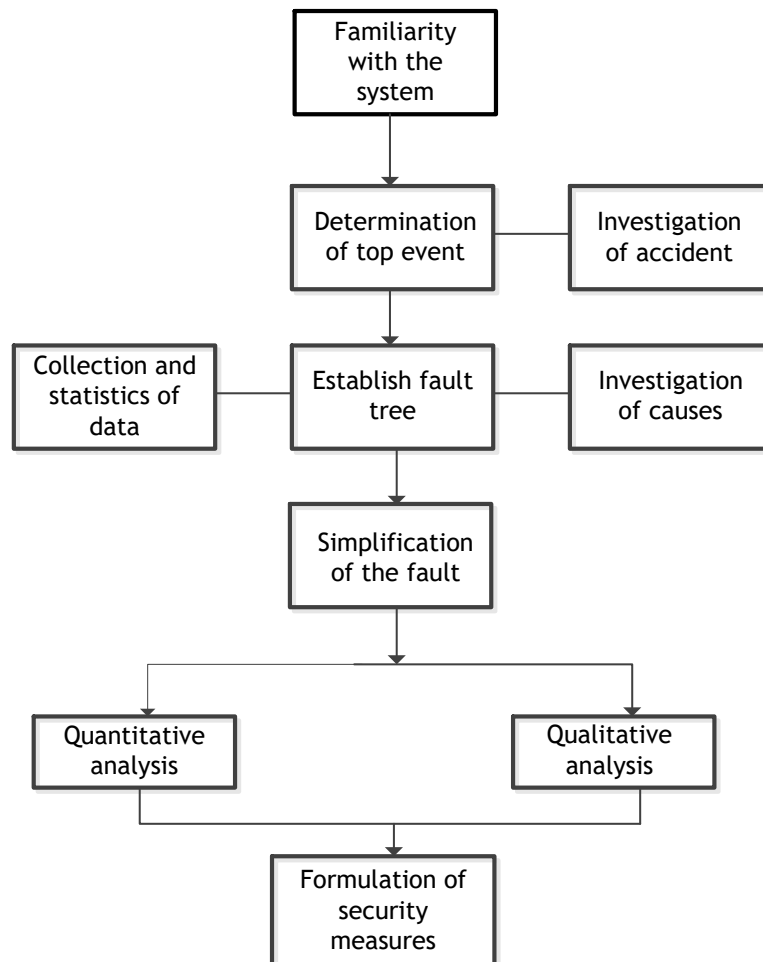 Familiarity
with the
system
Determination
of top event
Investigation
of accident
Collection and
statistics of
data
Establish fault
tree
Investigation
of causes
Simplification
of the fault
Quantitative
analysis
Qualitative
analysis
Formulation of
security
measures